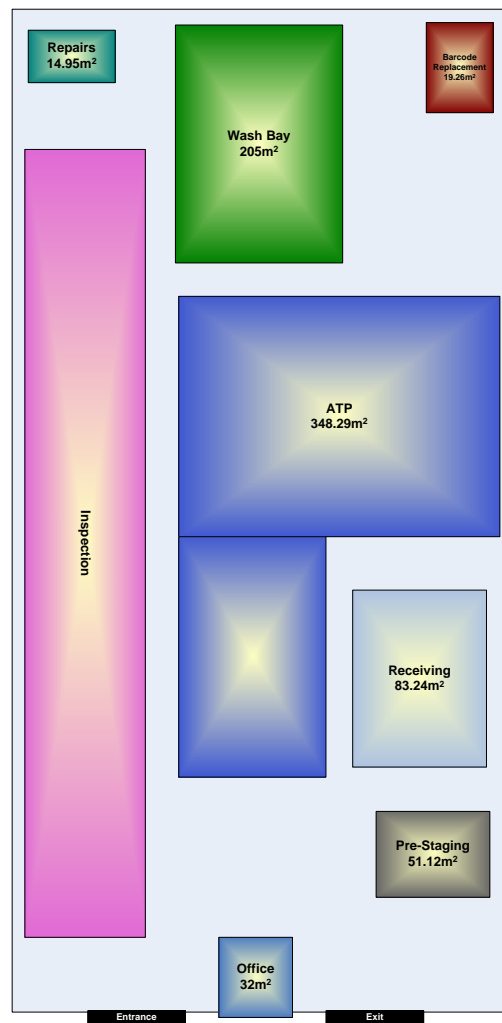 Repairs
14.95m²
Barcode
Replacement
19.26m²
Wash Bay
205m²
ATP
348.29m²
Inspection
Receiving
83.24m²
Pre-Staging
51.12m²
Office
32m²
Entrance
Exit